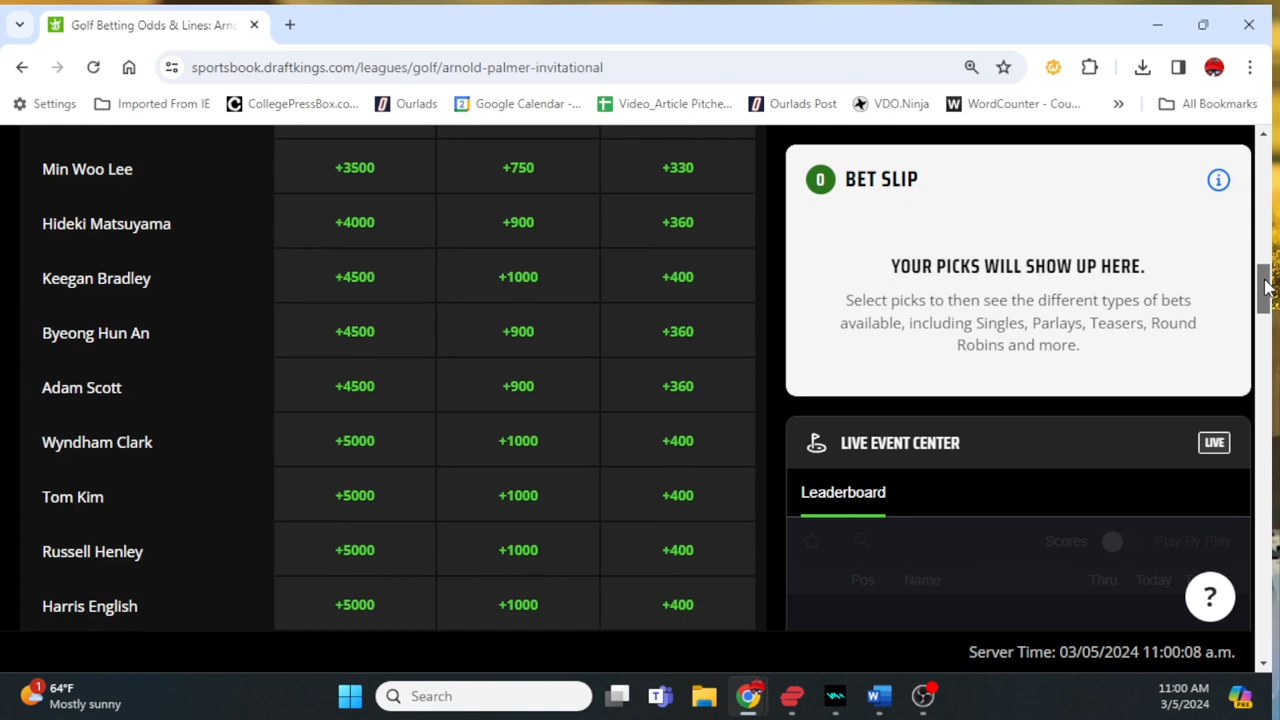 Golf Betting Odds & Lines: Arno
sportsbook.draftkings.com/leagues/golf/arnold-palmer-invitational
Settings
Imported From IE
CollegePressBox.co...
Ourlads
Google Calendar -...
Video_Article Pitche...
Ourlads Post
VDO.Ninja
WordCounter - Cou...
»
All Bookmarks
Min Woo Lee +3500 +750 +330
Hideki Matsuyama +4000 +900 +360
Keegan Bradley +4500 +1000 +400
Byeong Hun An +4500 +900 +360
Adam Scott +4500 +900 +360
Wyndham Clark +5000 +1000 +400
Tom Kim +5000 +1000 +400
Russell Henley +5000 +1000 +400
Harris English +5000 +1000 +400
0 BET SLIP
YOUR PICKS WILL SHOW UP HERE.
Select picks to then see the different types of bets
available, including Singles, Parlays, Teasers, Round
Robins and more.
LIVE EVENT CENTER LIVE
Leaderboard
Scores Play By Play
Pos Name Thru Today
?
Server Time: 03/05/2024 11:00:08 a.m.
1
64°F
Mostly sunny
Search
11:00 AM
3/5/2024